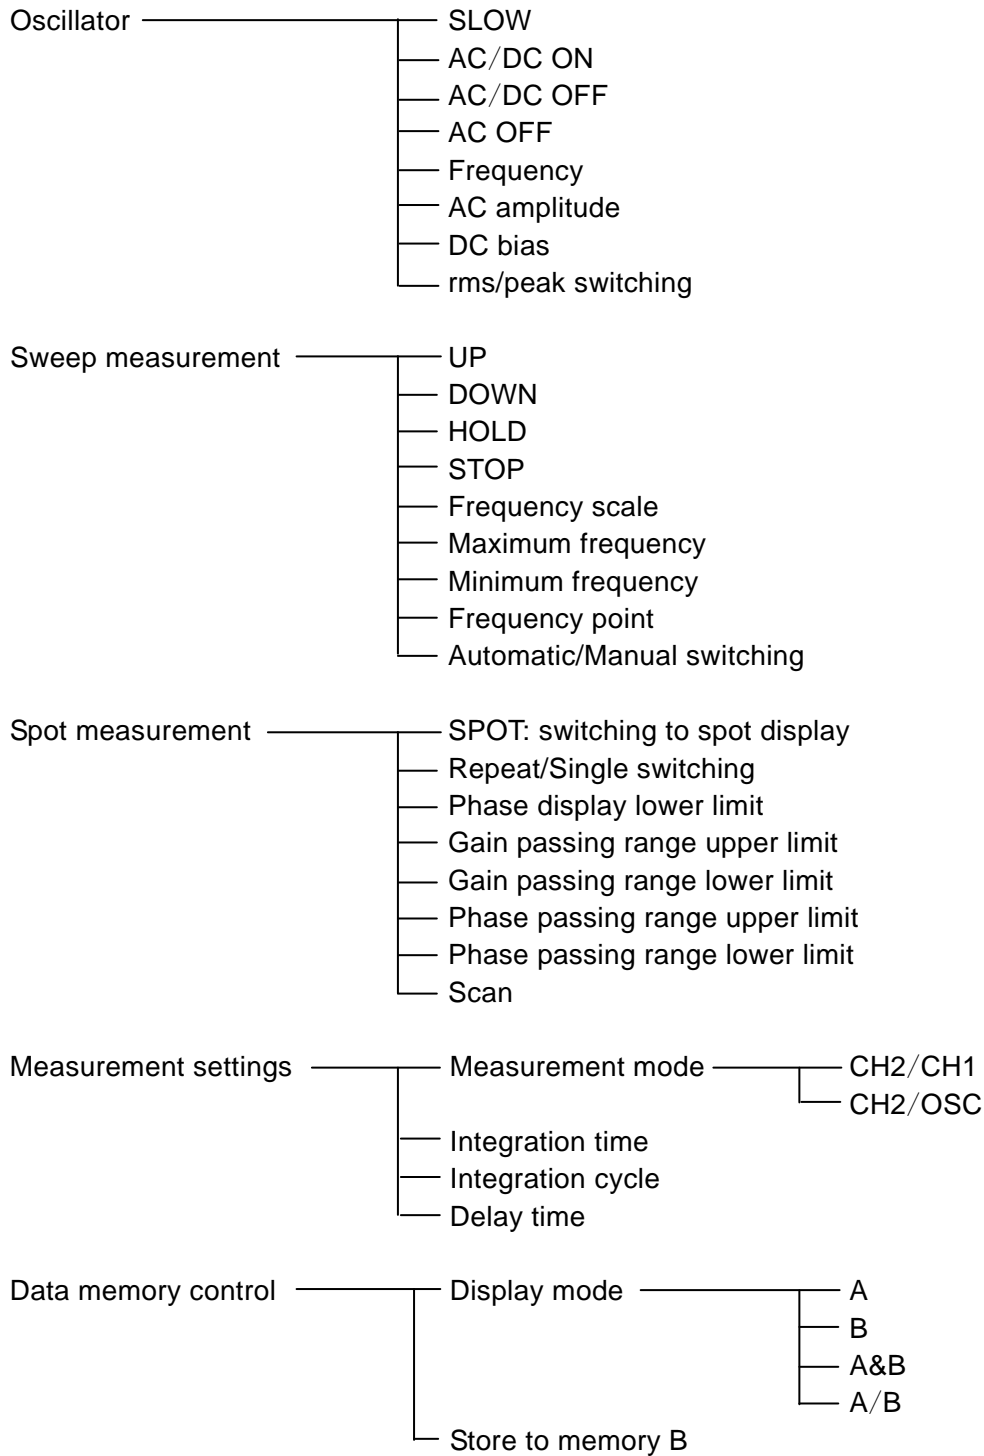 Oscillator SLOW
AC/DC ON
AC/DC OFF
AC OFF
Frequency
AC amplitude
DC bias
rms/peak switching
Sweep measurement UP
DOWN
HOLD
STOP
Frequency scale
Maximum frequency
Minimum frequency
Frequency point
Automatic/Manual switching
Spot measurement SPOT: switching to spot display
Repeat/Single switching
Phase display lower limit
Gain passing range upper limit
Gain passing range lower limit
Phase passing range upper limit
Phase passing range lower limit
Scan
Measurement settings Measurement mode CH2/CH1
CH2/OSC
Integration time
Integration cycle
Delay time
Data memory control Display mode A
B
A&B
A/B
Store to memory B